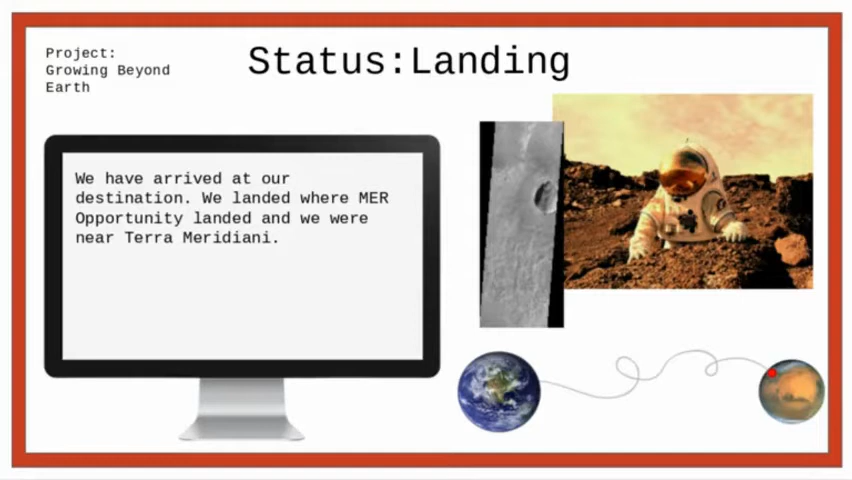 Project:
Growing Beyond
Earth
Status:Landing
We have arrived at our
destination. We landed where MER
Opportunity landed and we were
near Terra Meridiani.